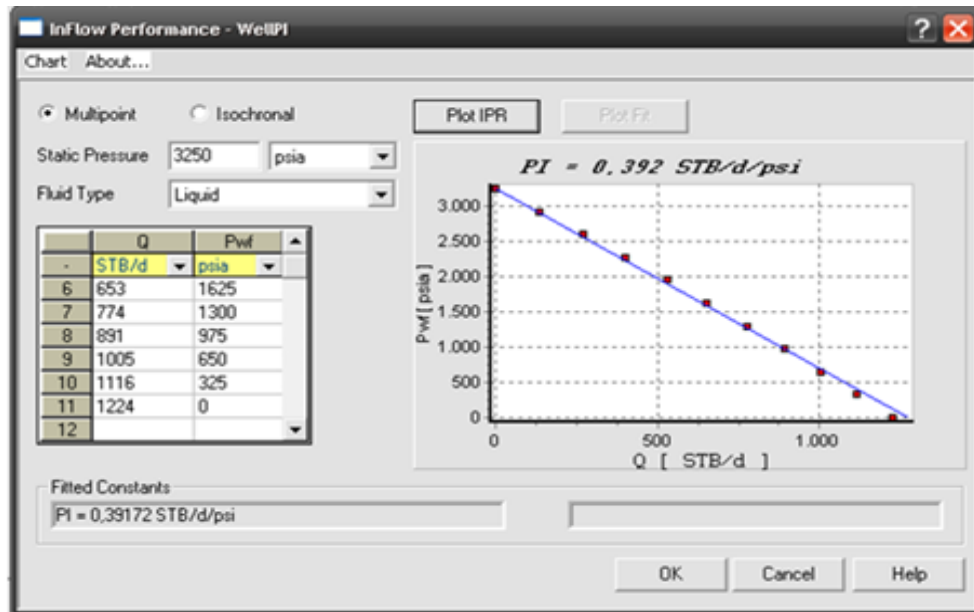 InFlow Performance - WellPI
Chart About...
Multipoint Isochronal
Plot IPR Plot Fit
Static Pressure 3250 psia
Fluid Type Liquid
Q Pwf
- STB/d psia
6 653 1625
7 774 1300
8 891 975
9 1005 650
10 1116 325
11 1224 0
12
PI = 0,392 STB/d/psi
Pwf[psia]
3.000
2.500
2.000
1.500
1.000
500
0
0 500 1.000
Q [ STB/d ]
Fitted Constants
PI = 0,39172 STB/d/psi
OK Cancel Help